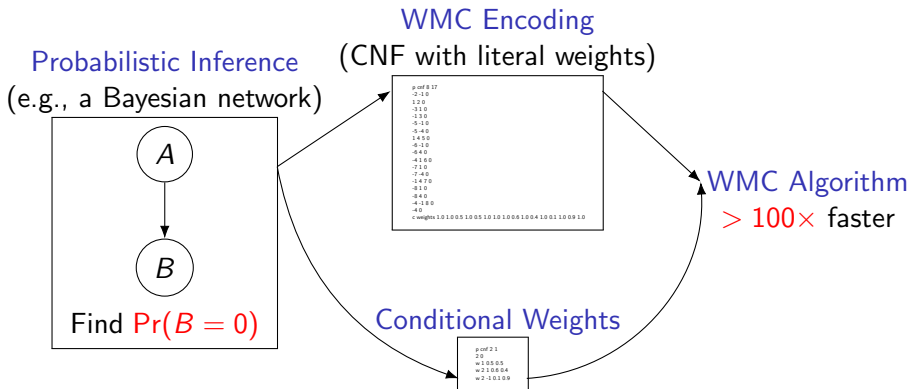 Probabilistic Inference
(e.g., a Bayesian network)
A
B
Find Pr(B = 0)
WMC Encoding
(CNF with literal weights)
p cnf 8 17
-2 -1 0
1 2 0
-3 1 0
-1 3 0
-5 -1 0
-5 -4 0
1 4 5 0
-6 -1 0
-6 4 0
-4 1 6 0
-7 1 0
-7 -4 0
-1 4 7 0
-8 1 0
-8 4 0
-4 -1 8 0
-4 0
c weights 1.0 1.0 0.5 1.0 0.5 1.0 1.0 1.0 0.6 1.0 0.4 1.0 0.1 1.0 0.9 1.0
Conditional Weights
p cnf 2 1
2 0
w 1 0.5 0.5
w 2 1 0.6 0.4
w 2 -1 0.1 0.9
WMC Algorithm
> 100× faster